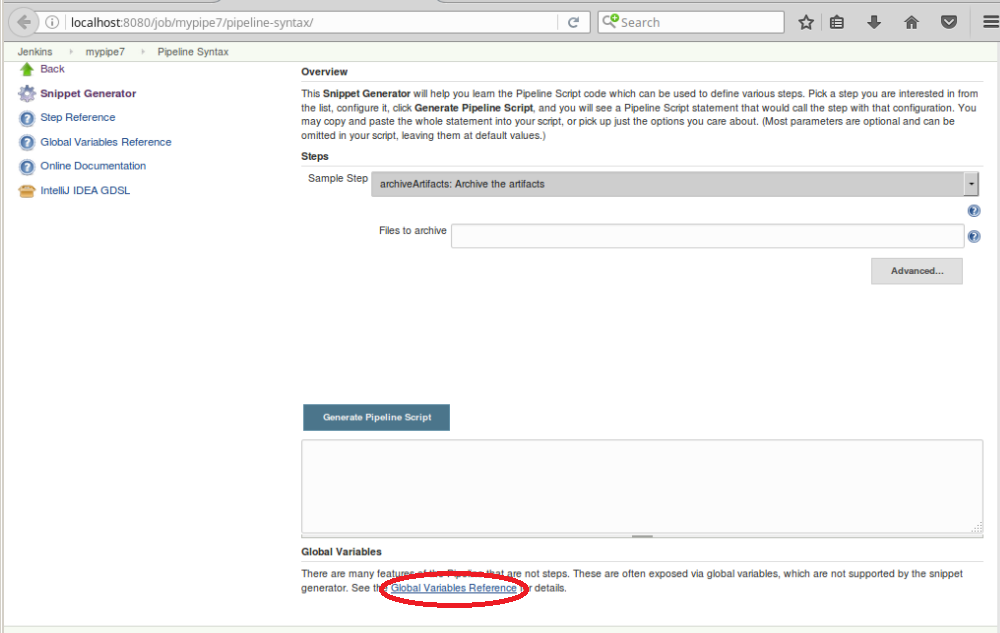 localhost:8080/job/mypipe7/pipeline-syntax/
Search
Jenkins mypipe7 Pipeline Syntax
Back
Snippet Generator
Step Reference
Global Variables Reference
Online Documentation
IntelliJ IDEA GDSL
Overview
This Snippet Generator will help you learn the Pipeline Script code which can be used to define various steps. Pick a step you are interested in from
the list, configure it, click Generate Pipeline Script, and you will see a Pipeline Script statement that would call the step with that configuration. You
may copy and paste the whole statement into your script, or pick up just the options you care about. (Most parameters are optional and can be
omitted in your script, leaving them at default values.)
Steps
Sample Step archiveArtifacts: Archive the artifacts
Files to archive
Advanced...
Generate Pipeline Script
Global Variables
There are many features of the Pipeline that are not steps. These are often exposed via global variables, which are not supported by the snippet
generator. See the Global Variables Reference for details.